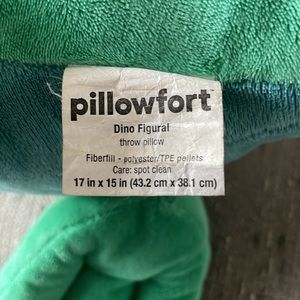 pillowfort™
Dino Figural
throw pillow
Fiberfill - polyester/TPE pellets
Care: spot clean
17 in x 15 in (43.2 cm x 38.1 cm)